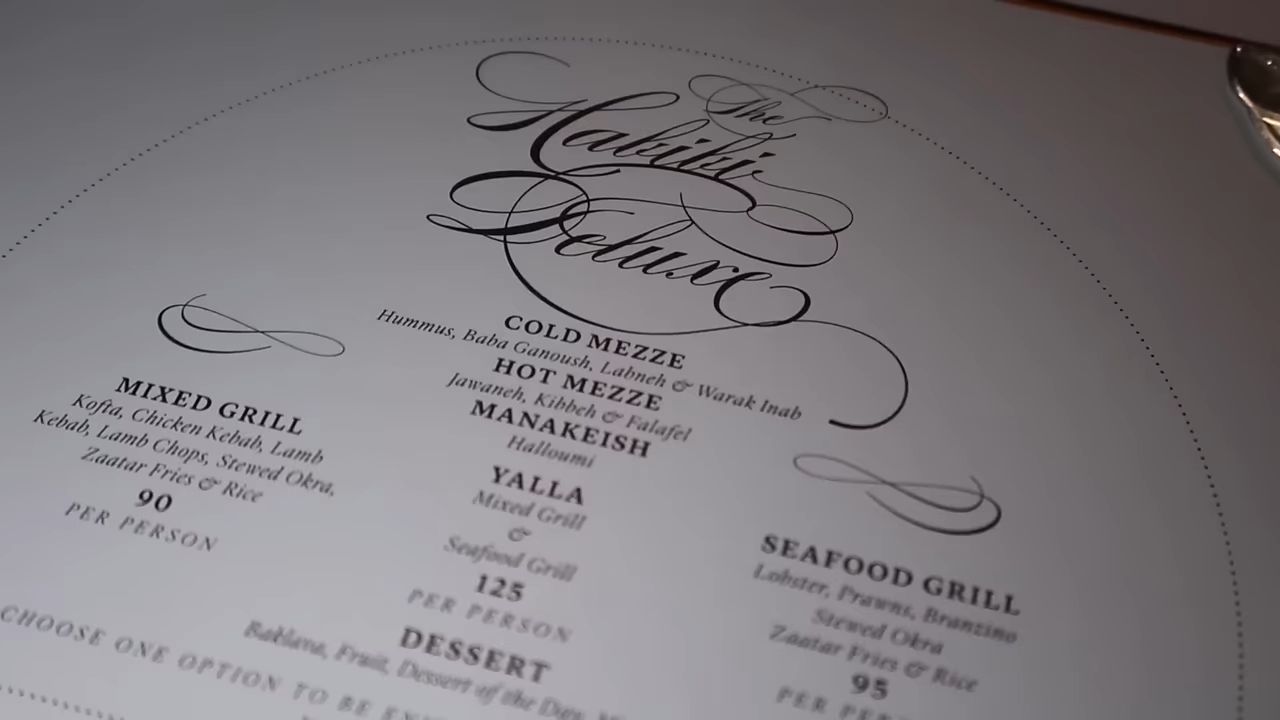 The
Habibi
Deluxe
COLD MEZZE
Hummus, Baba Ganoush, Labneh & Warak Inab
HOT MEZZE
Jawaneh, Kibbeh & Falafel
MANAKEISH
Halloumi
MIXED GRILL
Kofta, Chicken Kebab, Lamb
Kebab, Lamb Chops, Stewed Okra,
Zaatar Fries & Rice
90
PER PERSON
YALLA
Mixed Grill
&
Seafood Grill
125
PER PERSON
SEAFOOD GRILL
Lobster, Prawns, Branzino
Stewed Okra
Zaatar Fries & Rice
95
PER
DESSERT
Baklava, Fruit, Dessert of the Day,
CHOOSE ONE OPTION TO BE